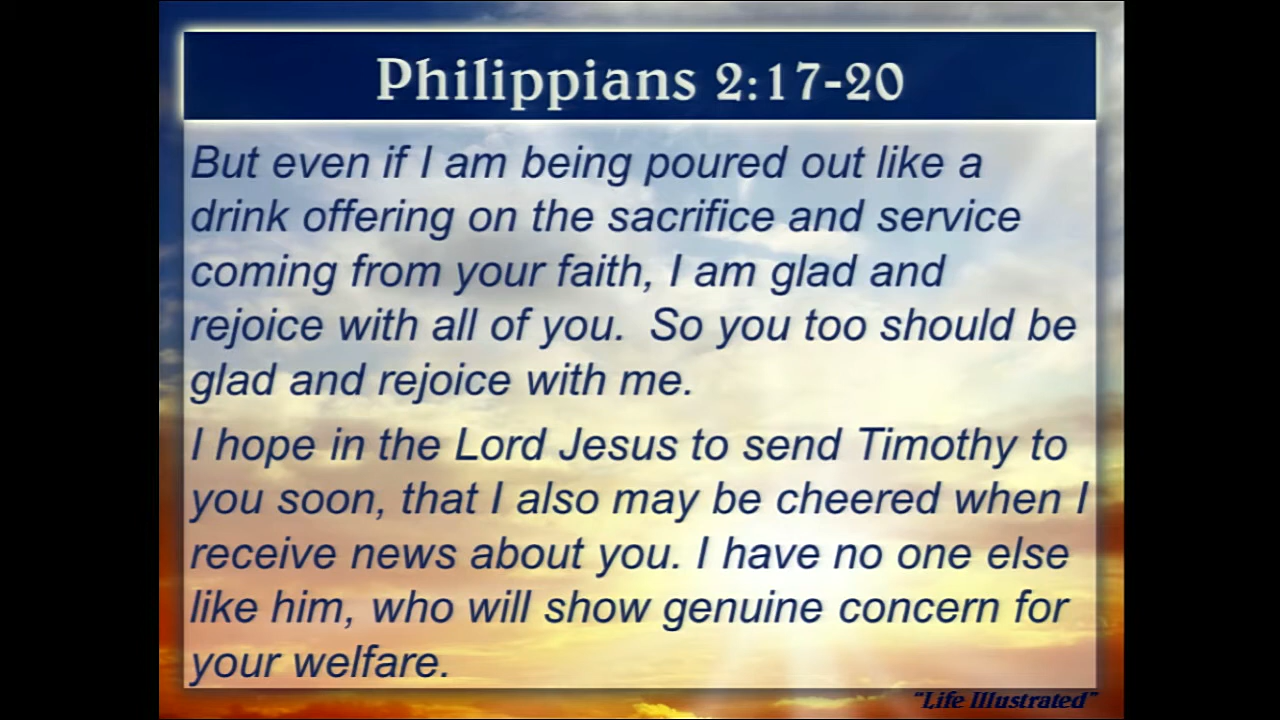 Philippians 2:17-20
But even if I am being poured out like a
drink offering on the sacrifice and service
coming from your faith, I am glad and
rejoice with all of you.  So you too should be
glad and rejoice with me.
I hope in the Lord Jesus to send Timothy to
you soon, that I also may be cheered when I
receive news about you. I have no one else
like him, who will show genuine concern for
your welfare.
“Life Illustrated”